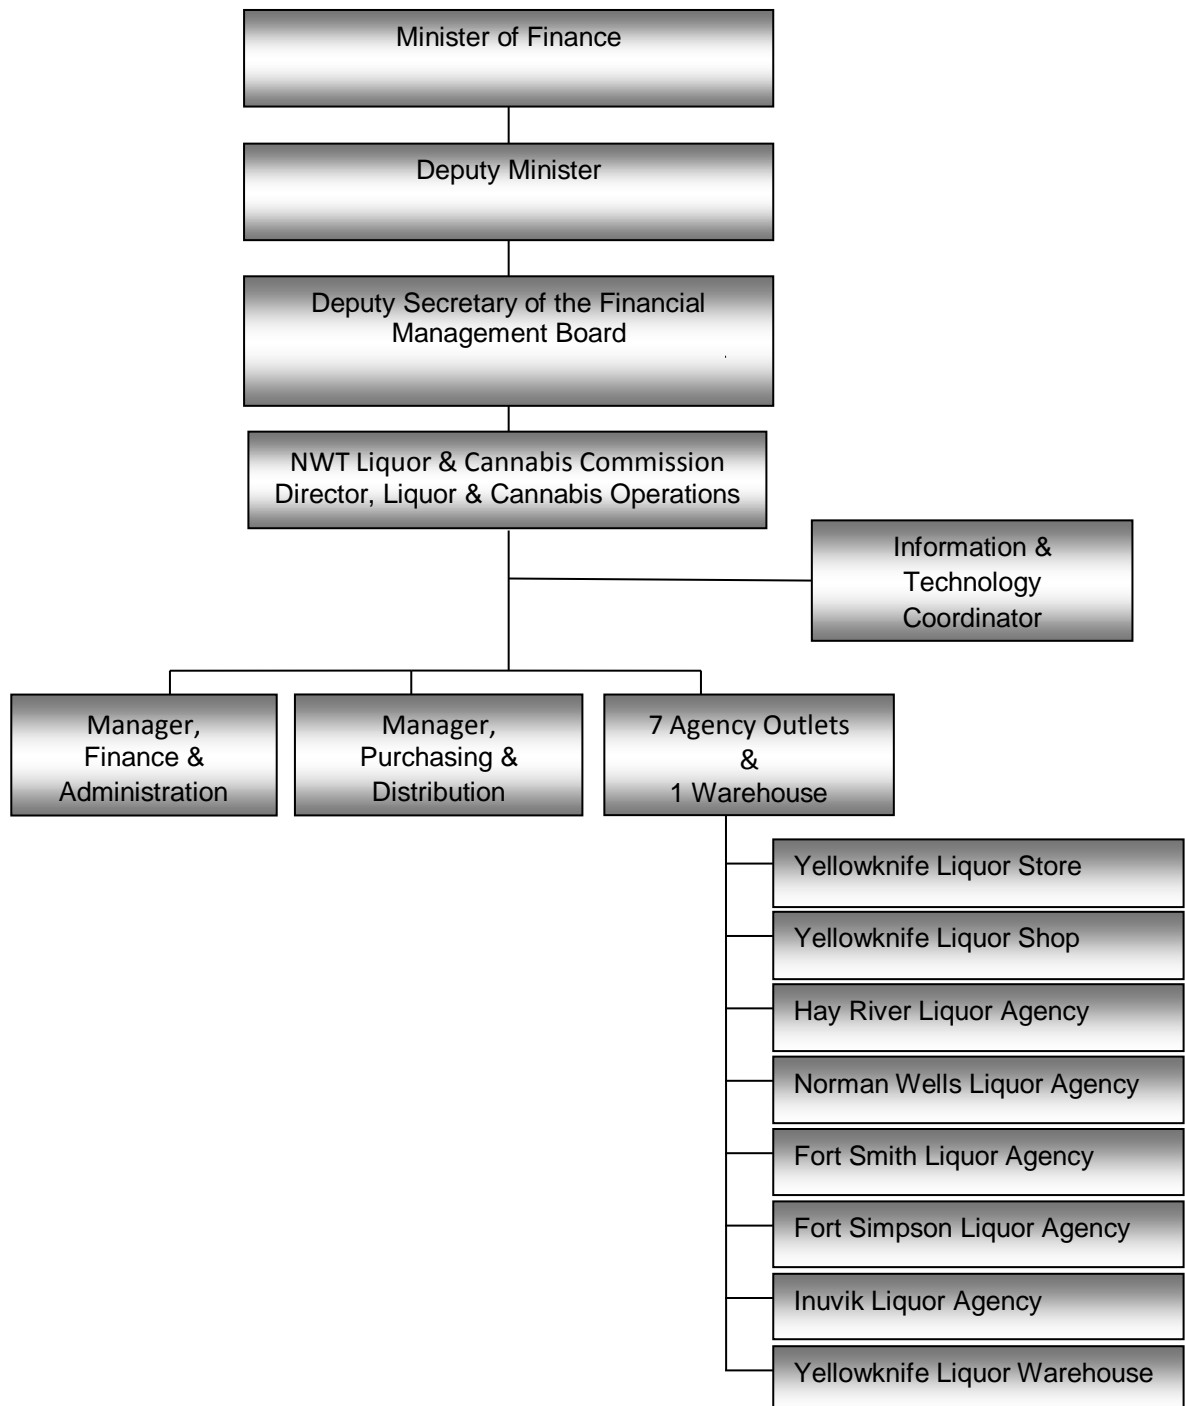 Minister of Finance
Deputy Minister
Deputy Secretary of the Financial
Management Board
NWT Liquor & Cannabis Commission
Director, Liquor & Cannabis Operations
Information &
Technology
Coordinator
Manager,
Finance &
Administration
Manager,
Purchasing &
Distribution
7 Agency Outlets
&
1 Warehouse
Yellowknife Liquor Store
Yellowknife Liquor Shop
Hay River Liquor Agency
Norman Wells Liquor Agency
Fort Smith Liquor Agency
Fort Simpson Liquor Agency
Inuvik Liquor Agency
Yellowknife Liquor Warehouse